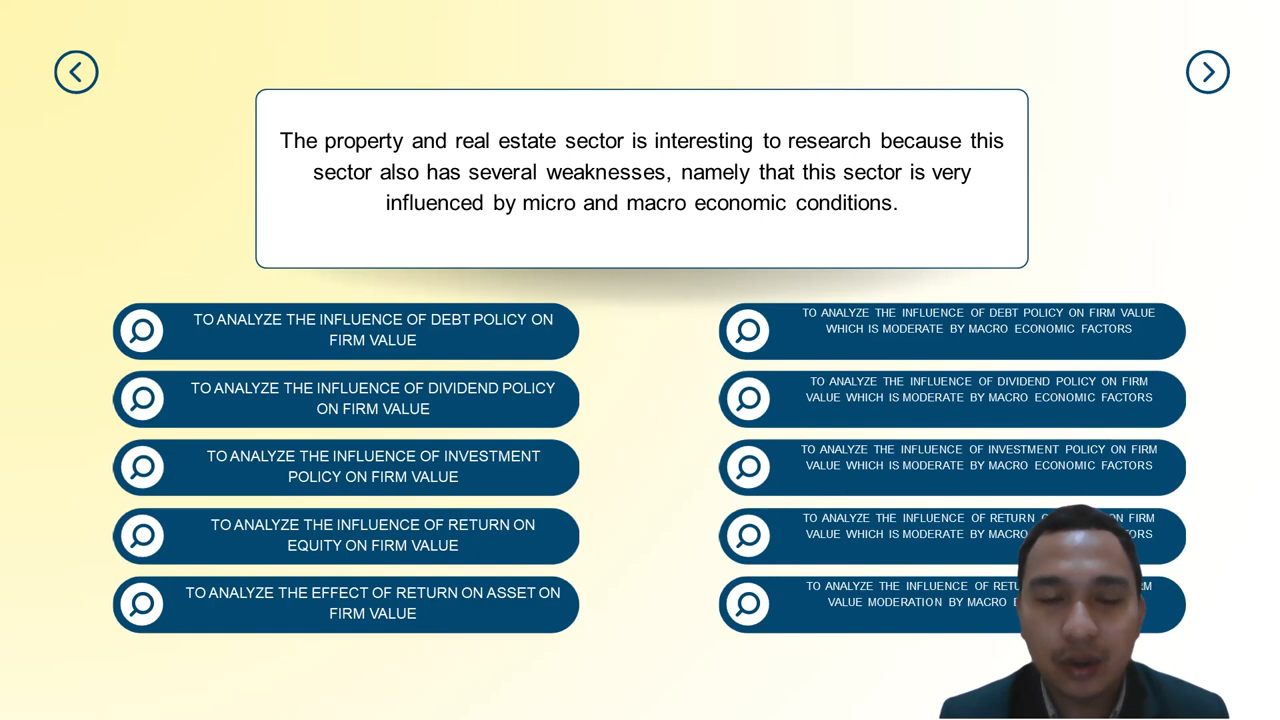 The property and real estate sector is interesting to research because this
sector also has several weaknesses, namely that this sector is very
influenced by micro and macro economic conditions.
TO ANALYZE THE INFLUENCE OF DEBT POLICY ON
FIRM VALUE
TO ANALYZE THE INFLUENCE OF DIVIDEND POLICY
ON FIRM VALUE
TO ANALYZE THE INFLUENCE OF INVESTMENT
POLICY ON FIRM VALUE
TO ANALYZE THE INFLUENCE OF RETURN ON
EQUITY ON FIRM VALUE
TO ANALYZE THE EFFECT OF RETURN ON ASSET ON
FIRM VALUE
TO ANALYZE THE INFLUENCE OF DEBT POLICY ON FIRM VALUE
WHICH IS MODERATE BY MACRO ECONOMIC FACTORS
TO ANALYZE THE INFLUENCE OF DIVIDEND POLICY ON FIRM
VALUE WHICH IS MODERATE BY MACRO ECONOMIC FACTORS
TO ANALYZE THE INFLUENCE OF INVESTMENT POLICY ON FIRM
VALUE WHICH IS MODERATE BY MACRO ECONOMIC FACTORS
TO ANALYZE THE INFLUENCE OF RETURN ON FIRM
VALUE WHICH IS MODERATE BY MACRO
TO ANALYZE THE INFLUENCE OF
VALUE MODERATION BY MACRO